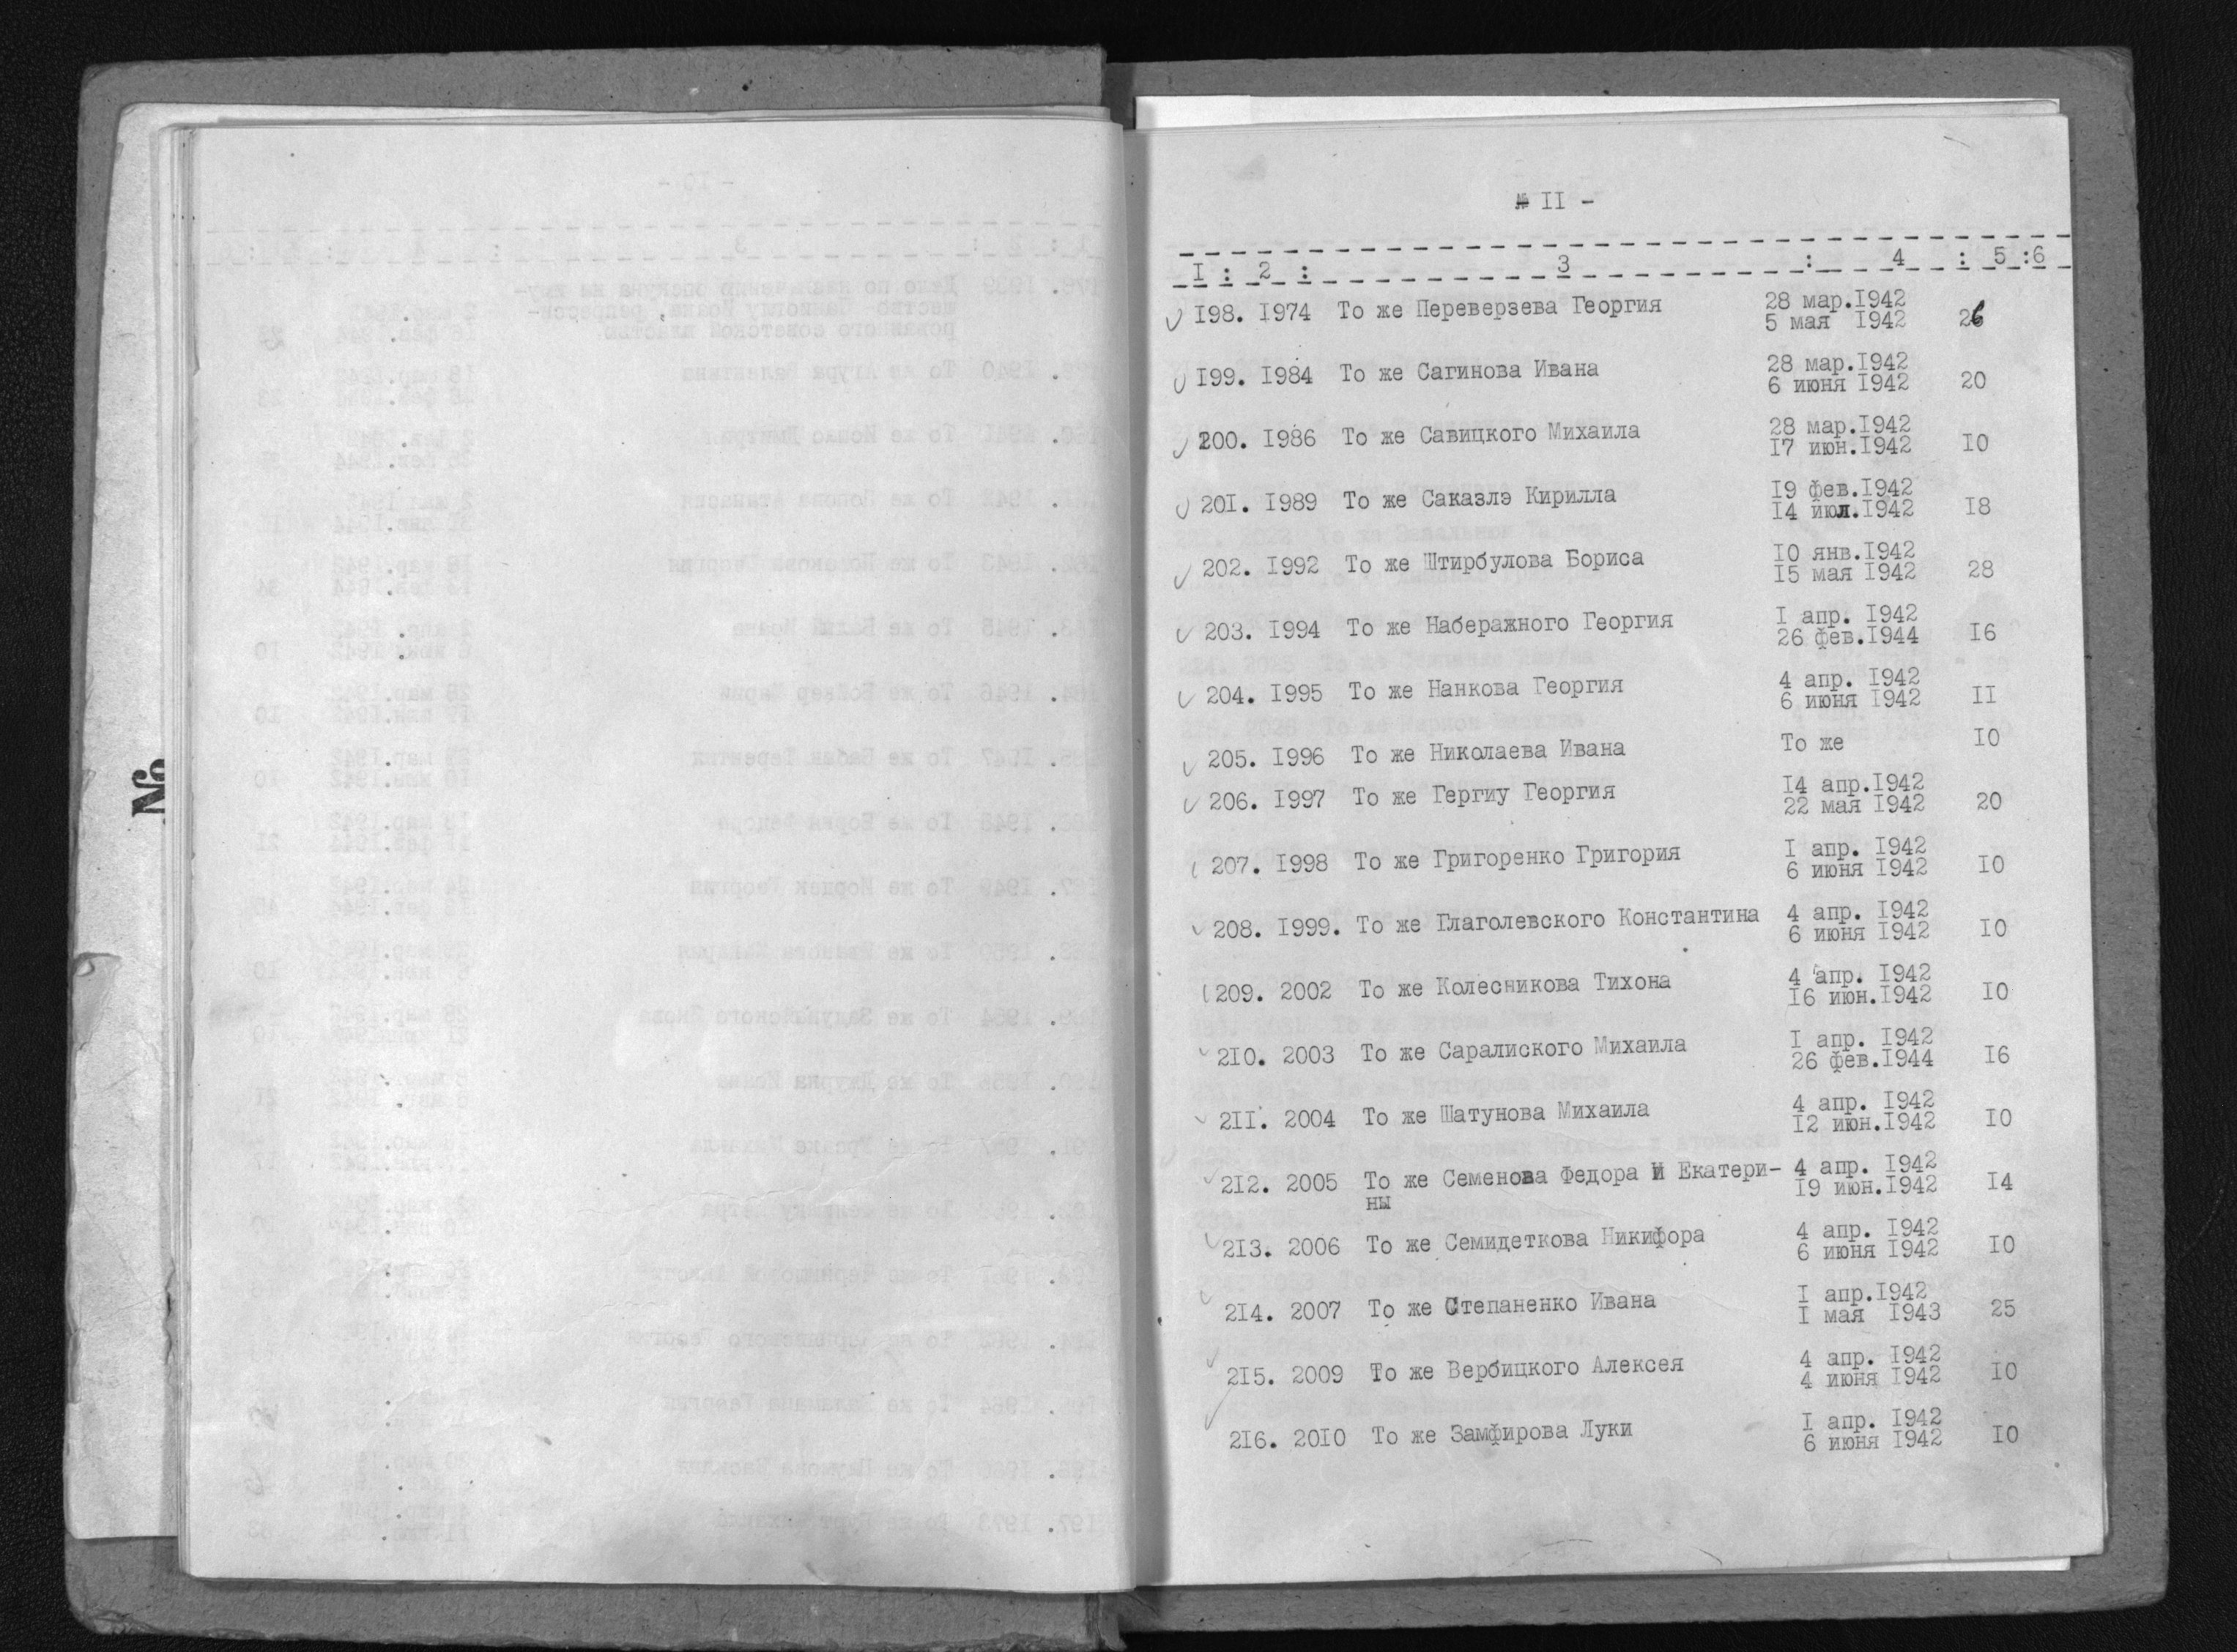 №
№ II -
I : 2 : 3 : 4 : 5 :6
I98. I974 То же Переверзева Георгия 28 мар.I942
5 мая I942 26
I99. I984 То же Сагинова Ивана 28 мар.I942
6 июня I942 20
200. I986 То же Савицкого Михаила 28 мар.I942
I7 июн.I942 I0
20I. I989 То же Саказлэ Кирилла I9 фев.I942
I4 июл.I942 I8
202. I992 То же Штирбулова Бориса I0 янв.I942
I5 мая I942 28
203. I994 То же Набережного Георгия I апр. I942
26 фев.I944 I6
204. I995 То же Нанкова Георгия 4 апр. I942
6 июня I942 II
205. I996 То же Николаева Ивана То же I0
206. I997 То же Гергиу Георгия I4 апр.I942
22 мая I942 20
207. I998 То же Григоренко Григория I апр. I942
6 июня I942 I0
208. I999. То же Глаголевского Константина 4 апр. I942
6 июня I942 I0
209. 2002 То же Колесникова Тихона 4 апр. I942
I6 июн.I942 I0
2I0. 2003 То же Саралиского Михаила I апр. I942
26 фев.I944 I6
2II. 2004 То же Шатунова Михаила 4 апр. I942
I2 июн.I942 I0
2I2. 2005 То же Семенова Федора И Екатери- 4 апр. I942
ны I9 июн.I942 I4
2I3. 2006 То же Семидеткова Никифора 4 апр. I942
6 июня I942 I0
2I4. 2007 То же Степаненко Ивана I апр.I942
I мая I943 25
2I5. 2009 То же Вербицкого Алексея 4 апр. I942
4 июня I942 I0
2I6. 20I0 То же Замфирова Луки I апр. I942
6 июня I942 I0